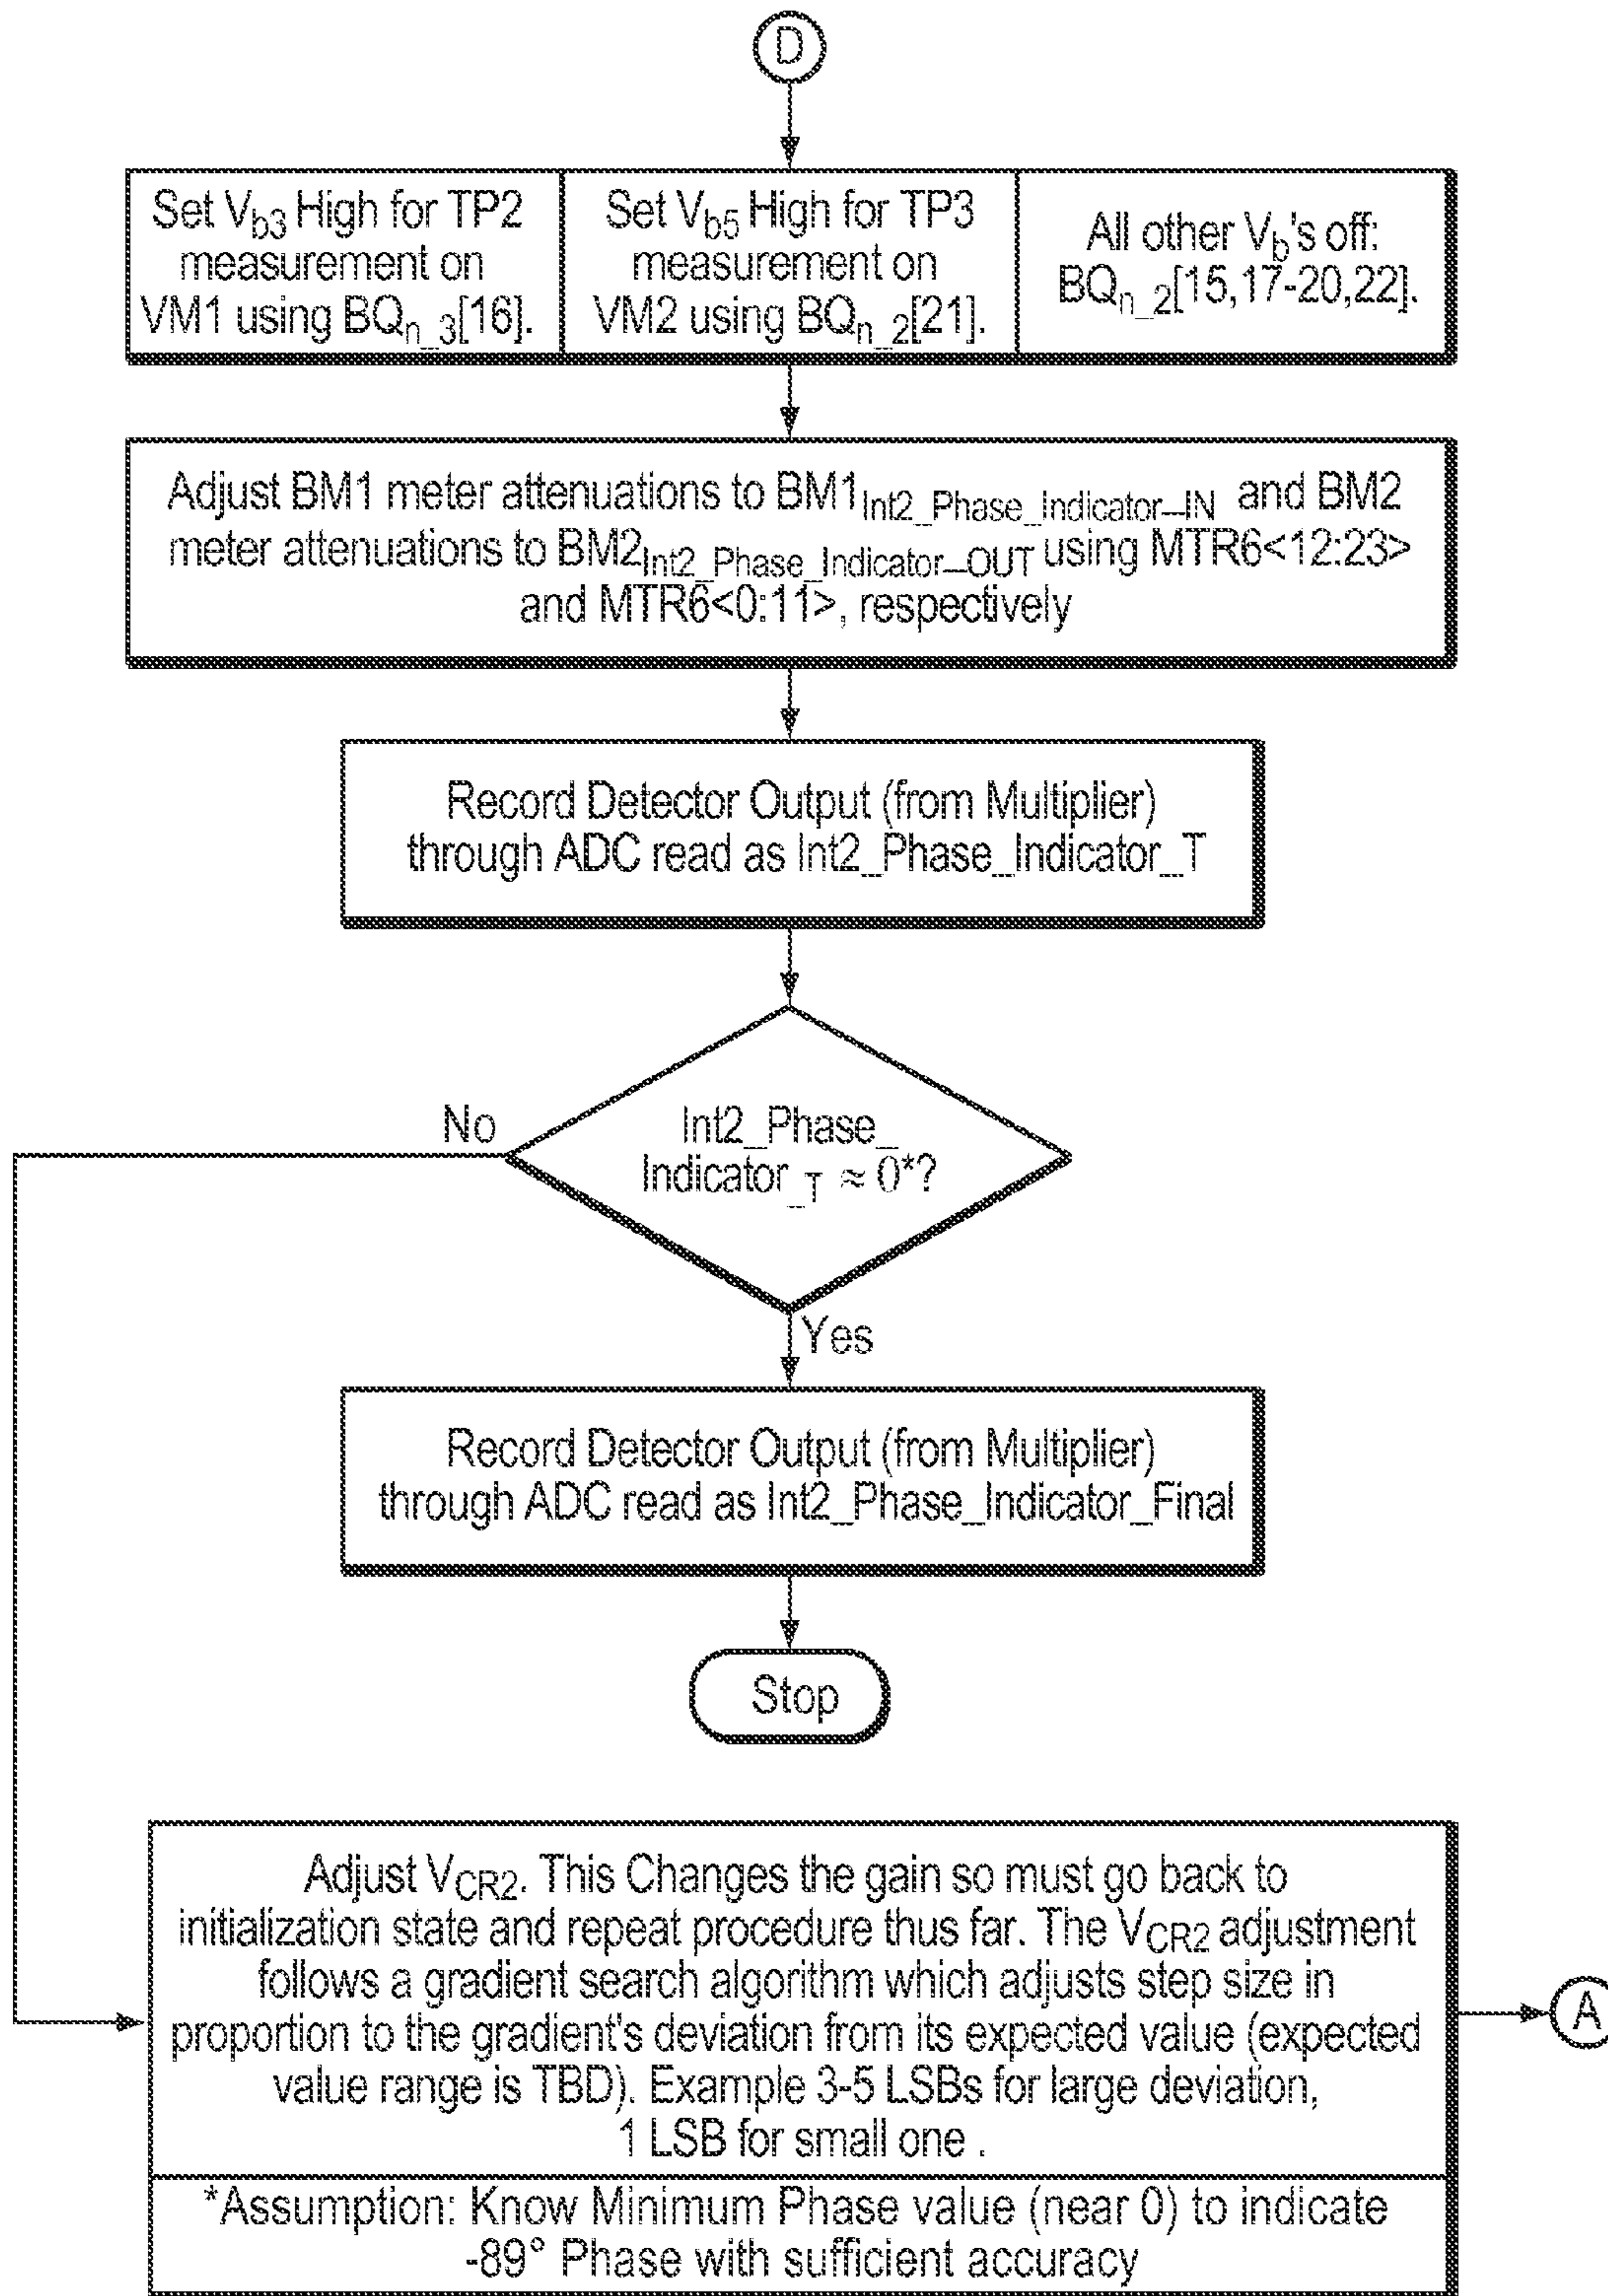 D
Set Vb3 High for TP2
measurement on
VM1 using BQn_3[16].
Set Vb5 High for TP3
measurement on
VM2 using BQn_2[21].
All other Vb's off:
BQn_2[15,17-20,22].
Adjust BM1 meter attenuations to BM1Int2_Phase_Indicator–IN and BM2
meter attenuations to BM2Int2_Phase_Indicator–OUT using MTR6<12:23>
and MTR6<0:11>, respectively
Record Detector Output (from Multiplier)
through ADC read as Int2_Phase_Indicator_T
No
Int2_Phase_
Indicator_T ≈ 0*?
Yes
Record Detector Output (from Multiplier)
through ADC read as Int2_Phase_Indicator_Final
Stop
Adjust VCR2. This Changes the gain so must go back to
initialization state and repeat procedure thus far. The VCR2 adjustment
follows a gradient search algorithm which adjusts step size in
proportion to the gradient's deviation from its expected value (expected
value range is TBD). Example 3-5 LSBs for large deviation,
1 LSB for small one .
A
*Assumption: Know Minimum Phase value (near 0) to indicate
-89° Phase with sufficient accuracy